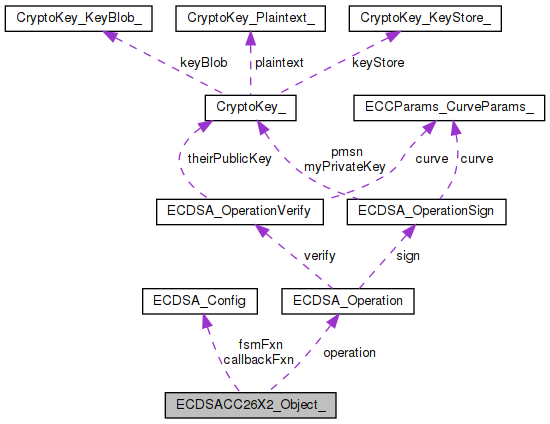 CryptoKey_KeyBlob_
CryptoKey_Plaintext_
CryptoKey_KeyStore_
keyBlob
plaintext
keyStore
CryptoKey_
ECCParams_CurveParams_
theirPublicKey
pmsn
myPrivateKey
curve
curve
ECDSA_OperationVerify
ECDSA_OperationSign
verify
sign
ECDSA_Config
ECDSA_Operation
fsmFxn
callbackFxn
operation
ECDSACC26X2_Object_